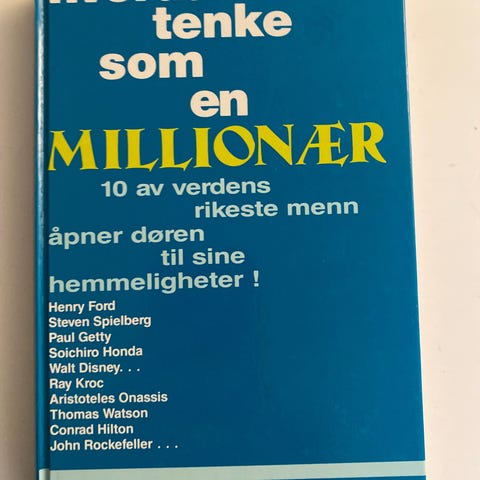 tenke
som
en
MILLIONÆR
10 av verdens
rikeste menn
åpner døren
til sine
hemmeligheter !
Henry Ford
Steven Spielberg
Paul Getty
Soichiro Honda
Walt Disney. . .
Ray Kroc
Aristoteles Onassis
Thomas Watson
Conrad Hilton
John Rockefeller . . .